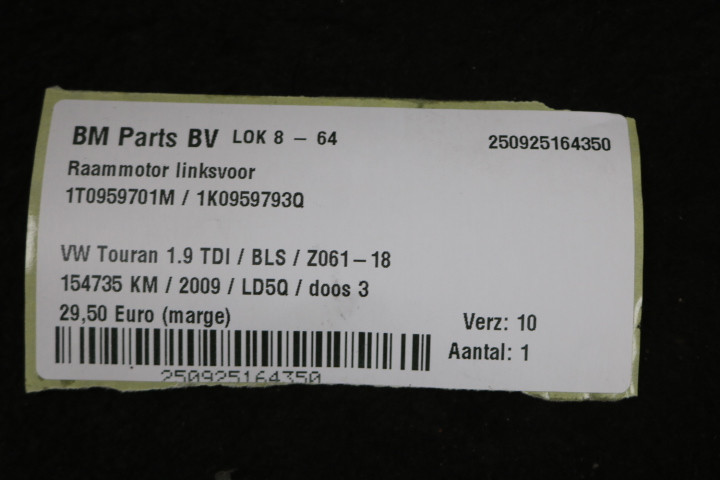 BM Parts BV LOK 8 - 64 250925164350
Raammotor linksvoor
1T0959701M / 1K0959793Q
VW Touran 1.9 TDI / BLS / Z061-18
154735 KM / 2009 / LD5Q / doos 3
29,50 Euro (marge) Verz: 10
Aantal: 1
250925164350